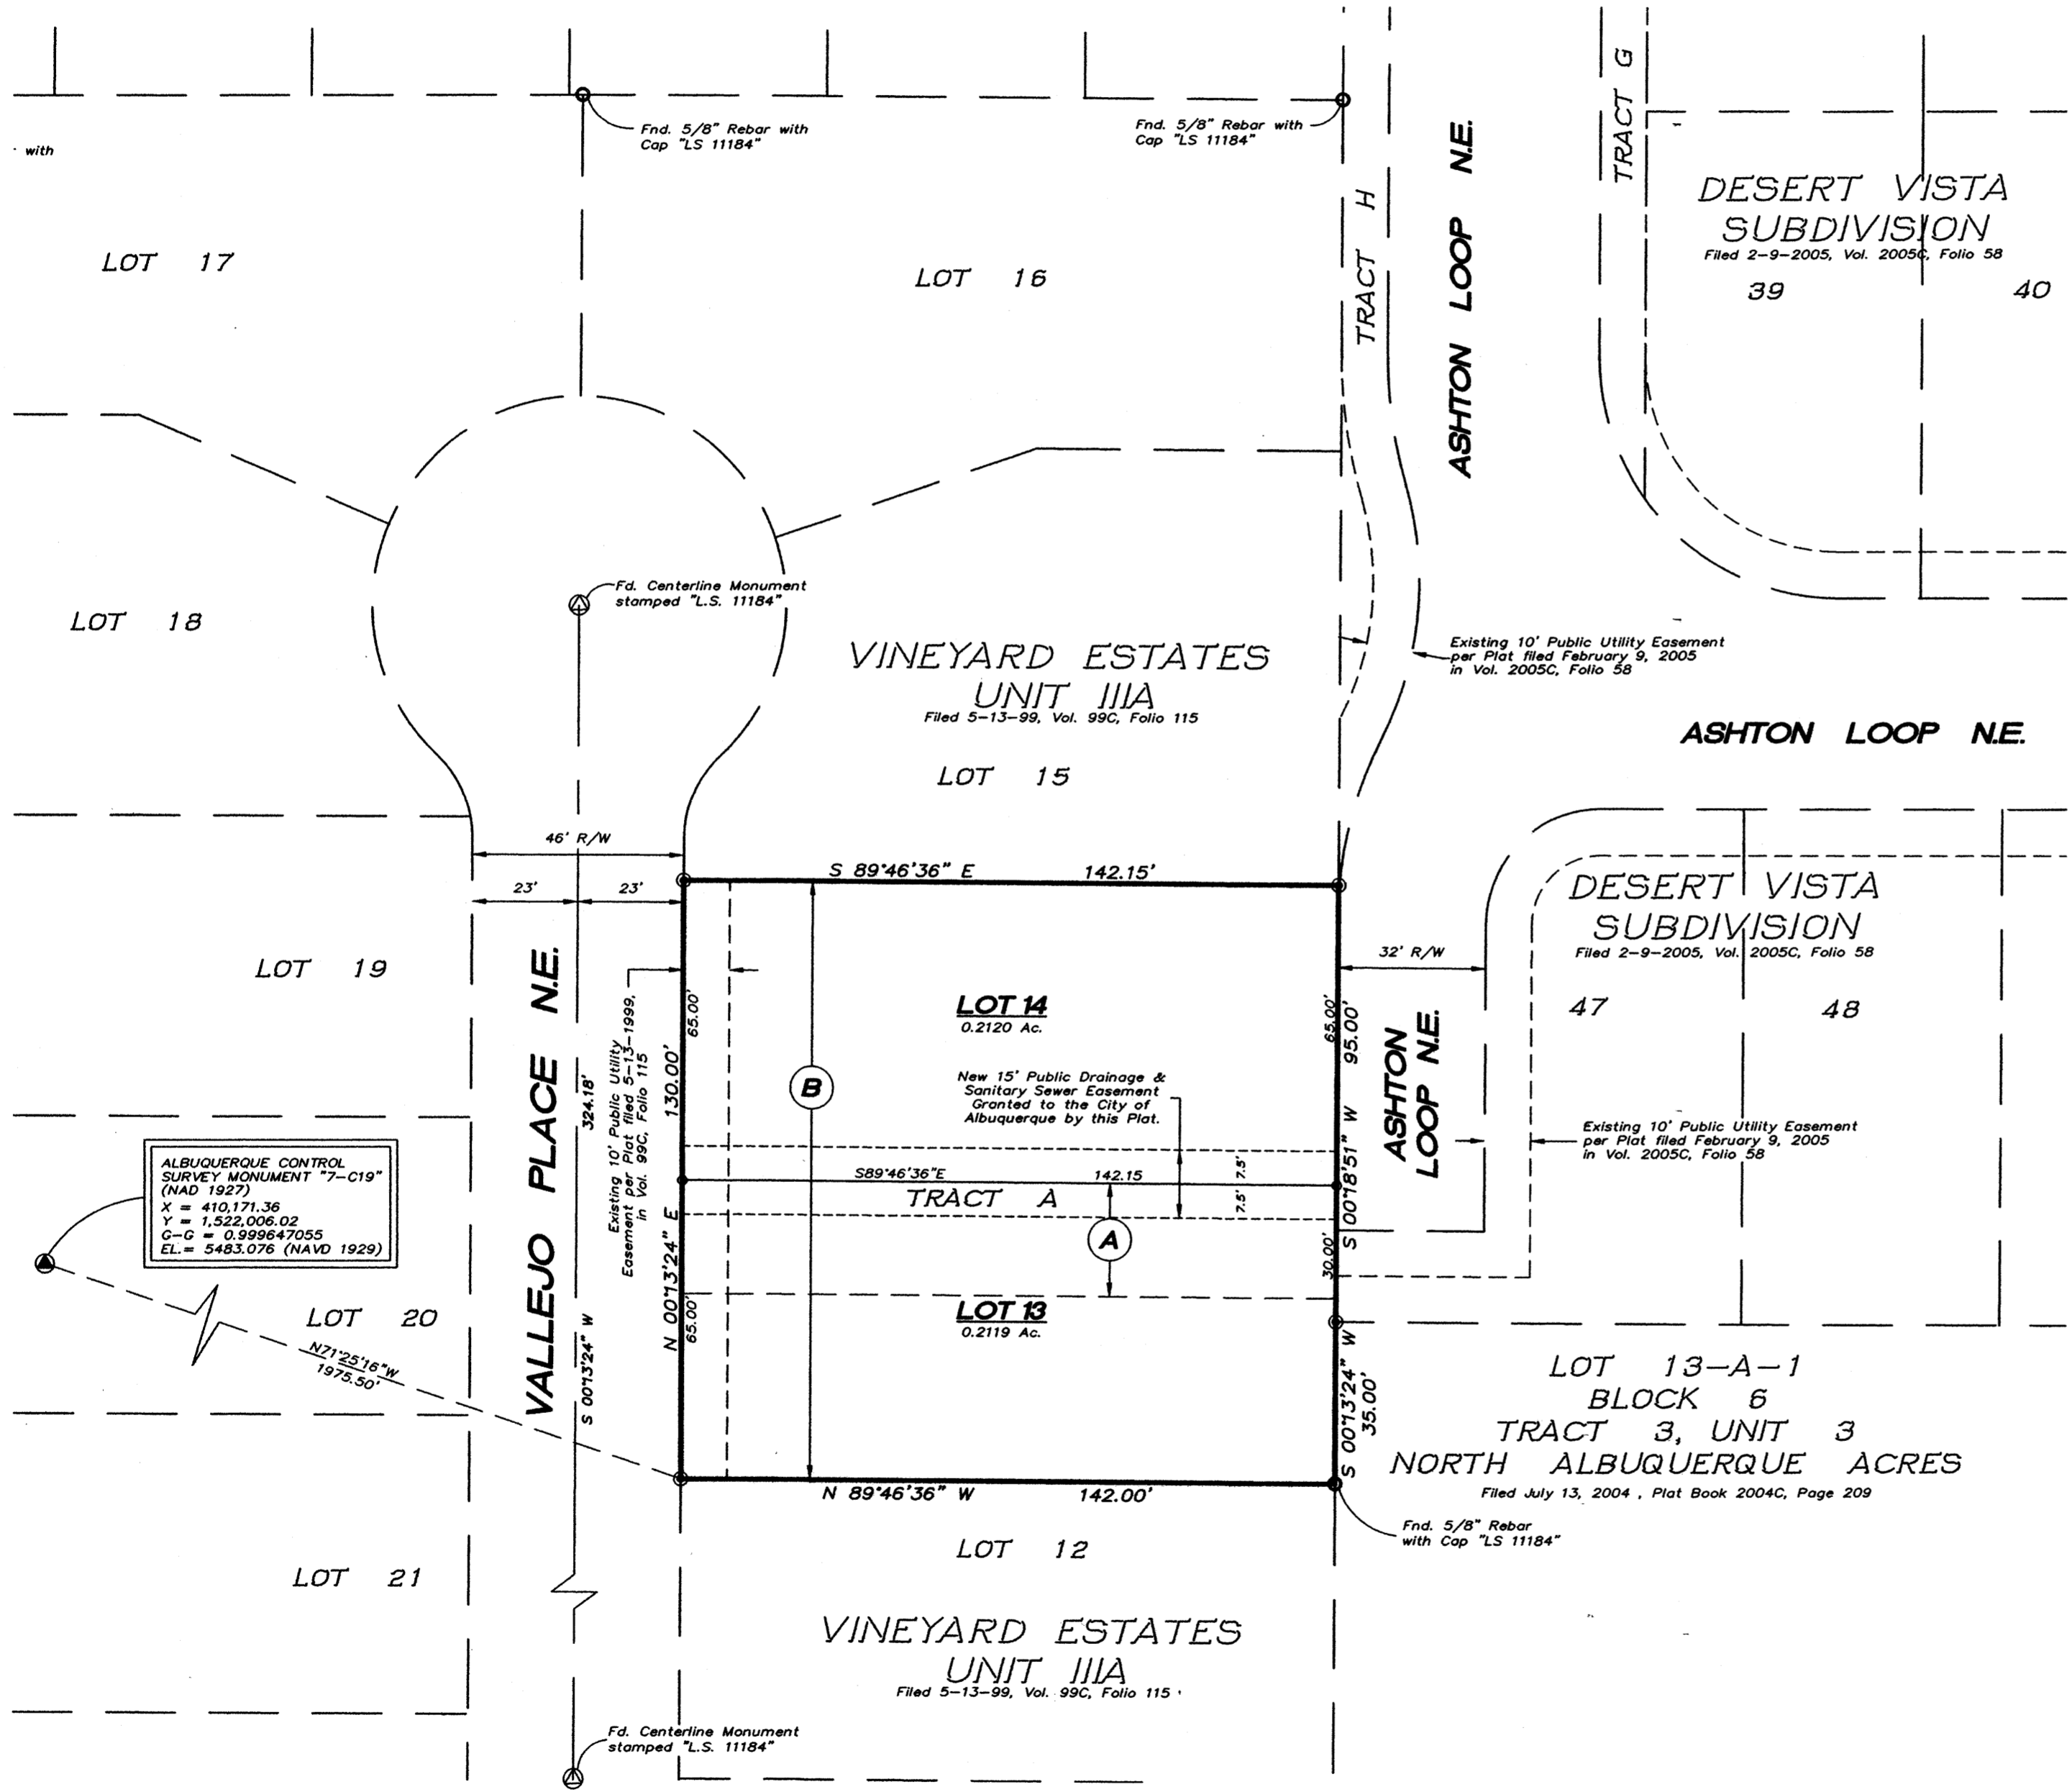 TRACT G
Fnd. 5/8" Rebar with
Cap "LS 11184"
Fnd. 5/8" Rebar with
Cap "LS 11184"
with
ASHTON LOOP N.E.
TRACT H
DESERT VISTA
SUBDIVISION
Filed 2-9-2005, Vol. 2005C, Folio 58
39
40
LOT 17
LOT 16
Fd. Centerline Monument
stamped "L.S. 11184"
LOT 18
VINEYARD ESTATES
UNIT IIIA
Filed 5-13-99, Vol. 99C, Folio 115
Existing 10' Public Utility Easement
per Plat filed February 9, 2005
in Vol. 2005C, Folio 58
ASHTON LOOP N.E.
LOT 15
46' R/W
23'
23'
S 89°46'36" E 142.15'
DESERT VISTA
SUBDIVISION
Filed 2-9-2005, Vol. 2005C, Folio 58
32' R/W
47
48
LOT 19
VALLEJO PLACE N.E.
324.18'
S 00°13'24" W
Existing 10' Public Utility
Easement per Plat filed 5-13-1999,
in Vol. 99C, Folio 115
65.00'
130.00'
N 00°13'24" E
65.00'
B
LOT 14
0.2120 Ac.
New 15' Public Drainage &
Sanitary Sewer Easement
Granted to the City of
Albuquerque by this Plat.
65.00'
95.00'
S 00°18'51" W
30.00'
ASHTON
LOOP N.E.
Existing 10' Public Utility Easement
per Plat filed February 9, 2005
in Vol. 2005C, Folio 58
S89°46'36"E 142.15
7.5'
7.5'
TRACT A
A
ALBUQUERQUE CONTROL
SURVEY MONUMENT "7-C19"
(NAD 1927)
X = 410,171.36
Y = 1,522,006.02
G-G = 0.999647055
EL.= 5483.076 (NAVD 1929)
LOT 20
N71°25'16"W
1975.50'
LOT 13
0.2119 Ac.
S 00°13'24" W
35.00'
LOT 13-A-1
BLOCK 6
TRACT 3, UNIT 3
NORTH ALBUQUERQUE ACRES
Filed July 13, 2004 , Plat Book 2004C, Page 209
N 89°46'36" W 142.00'
Fnd. 5/8" Rebar
with Cap "LS 11184"
LOT 12
LOT 21
VINEYARD ESTATES
UNIT IIIA
Filed 5-13-99, Vol. 99C, Folio 115
Fd. Centerline Monument
stamped "L.S. 11184"